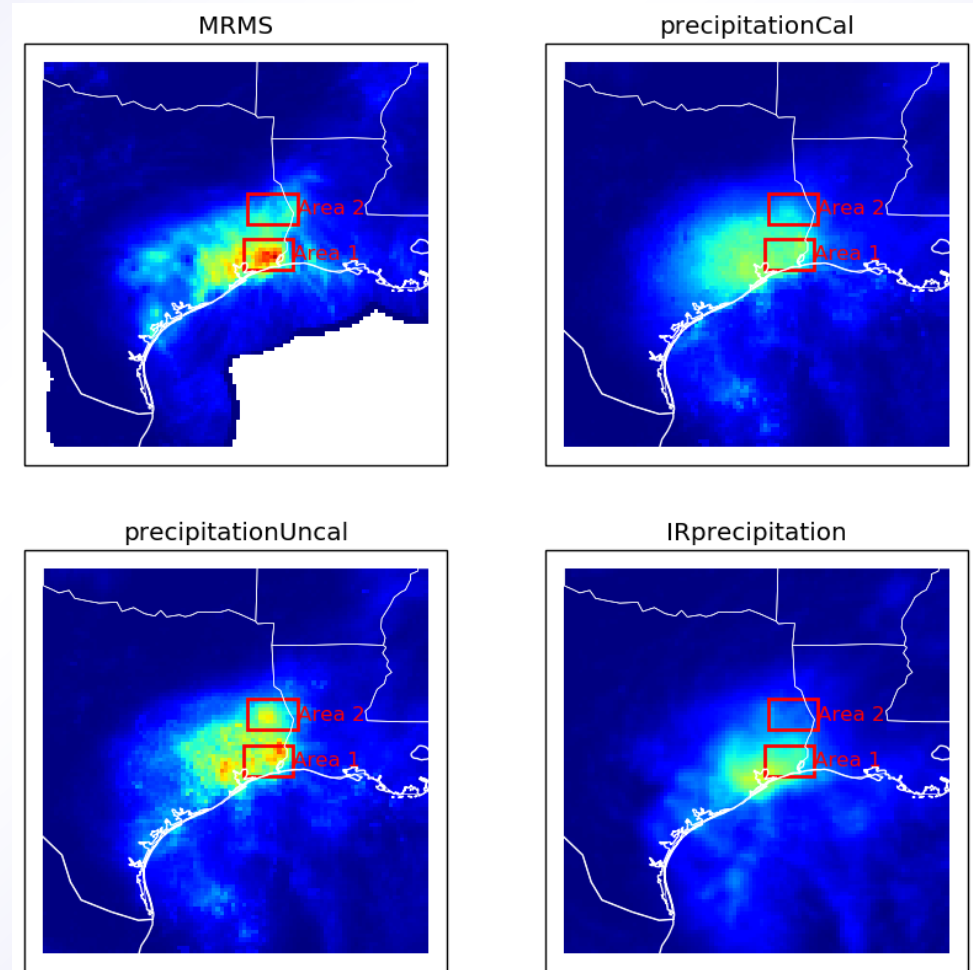 MRMS
precipitationCal
Area 2
Area 1
Area 2
Area 1
precipitationUncal
IRprecipitation
Area 2
Area 1
Area 2
Area 1